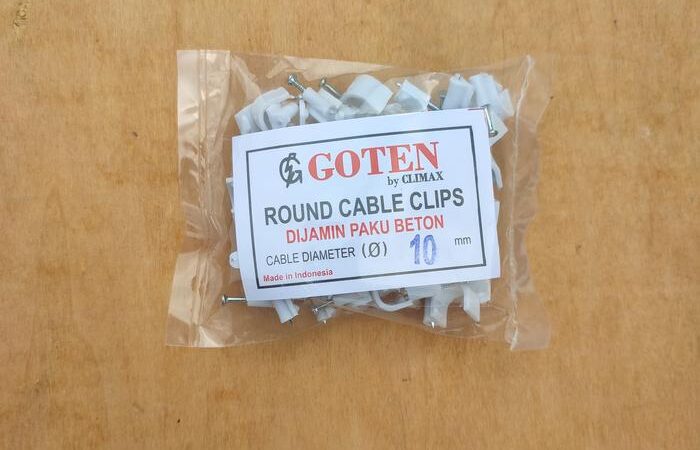 GOTEN
by CLIMAX
ROUND CABLE CLIPS
DIJAMIN PAKU BETON
CABLE DIAMETER (Ø) 10 mm
Made in Indonesia